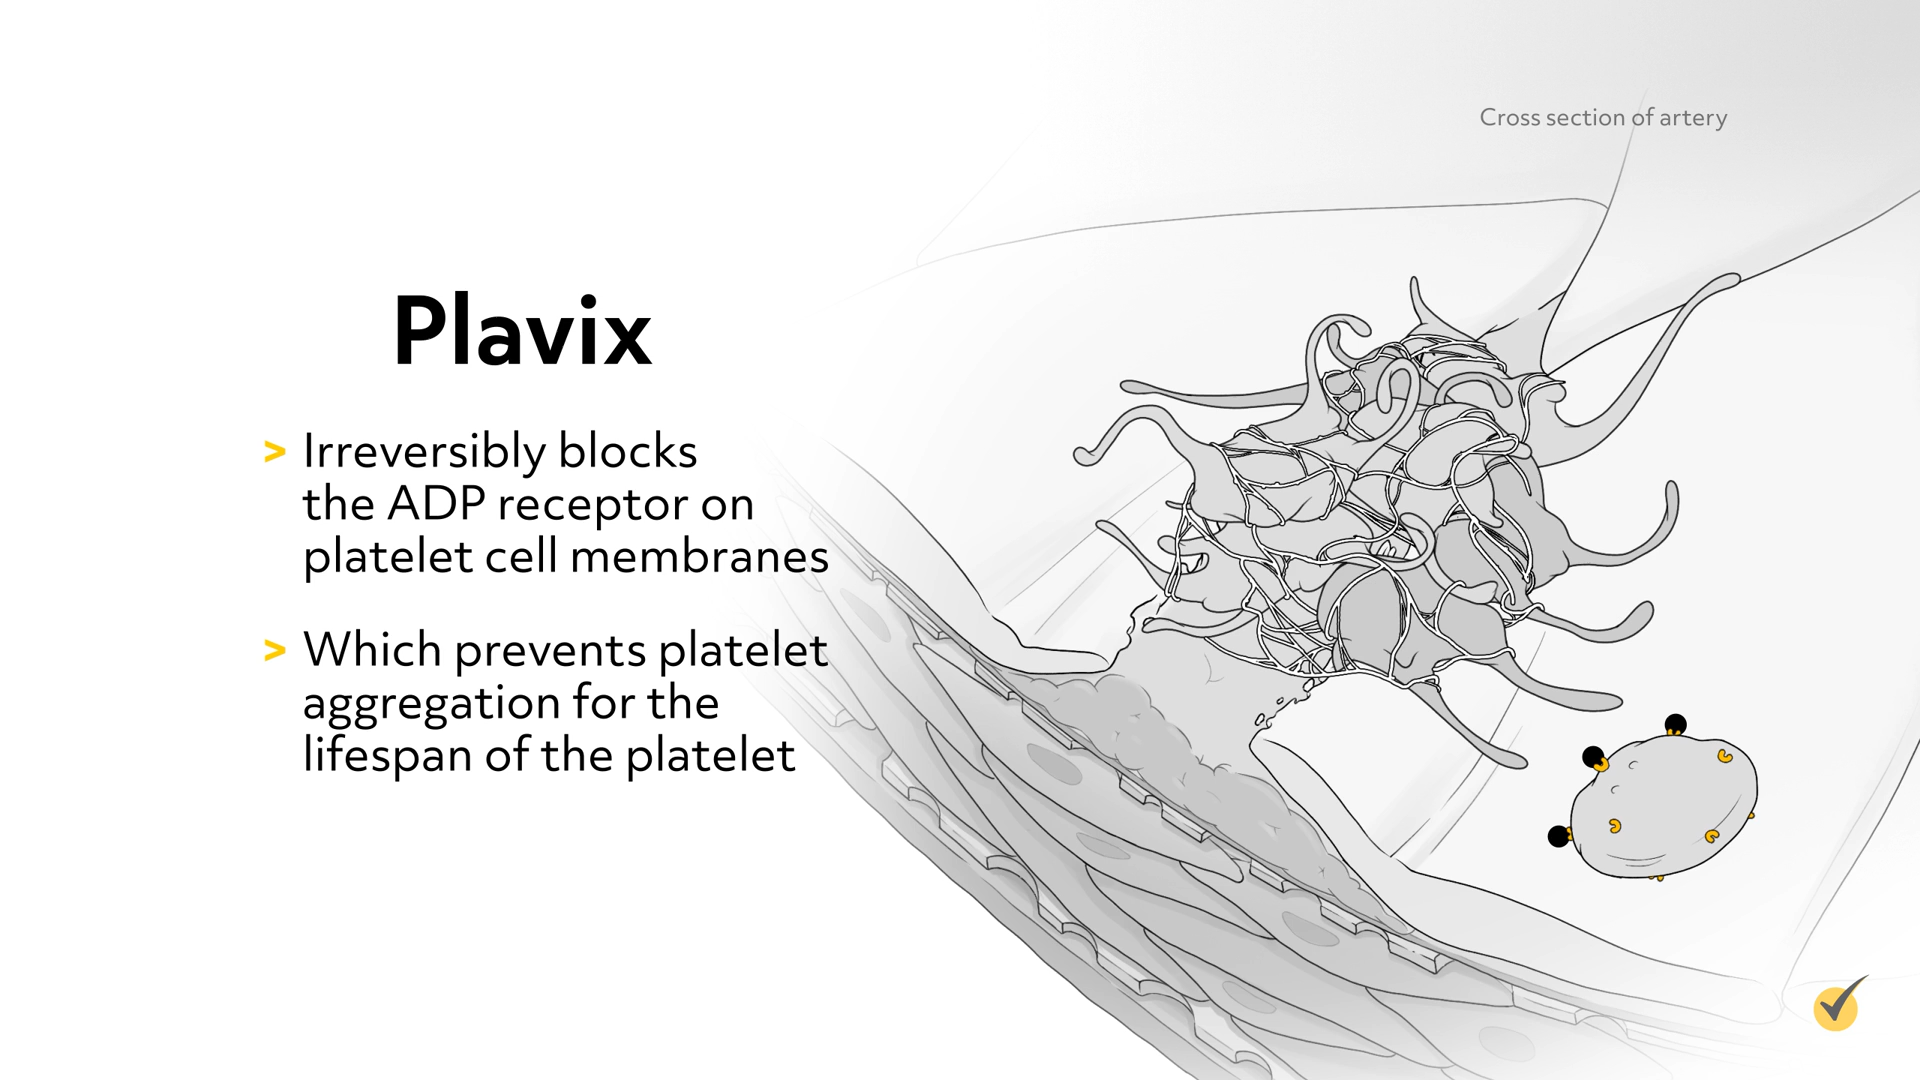 Cross section of artery
Plavix
> Irreversibly blocks
the ADP receptor on
platelet cell membranes
> Which prevents platelet
aggregation for the
lifespan of the platelet